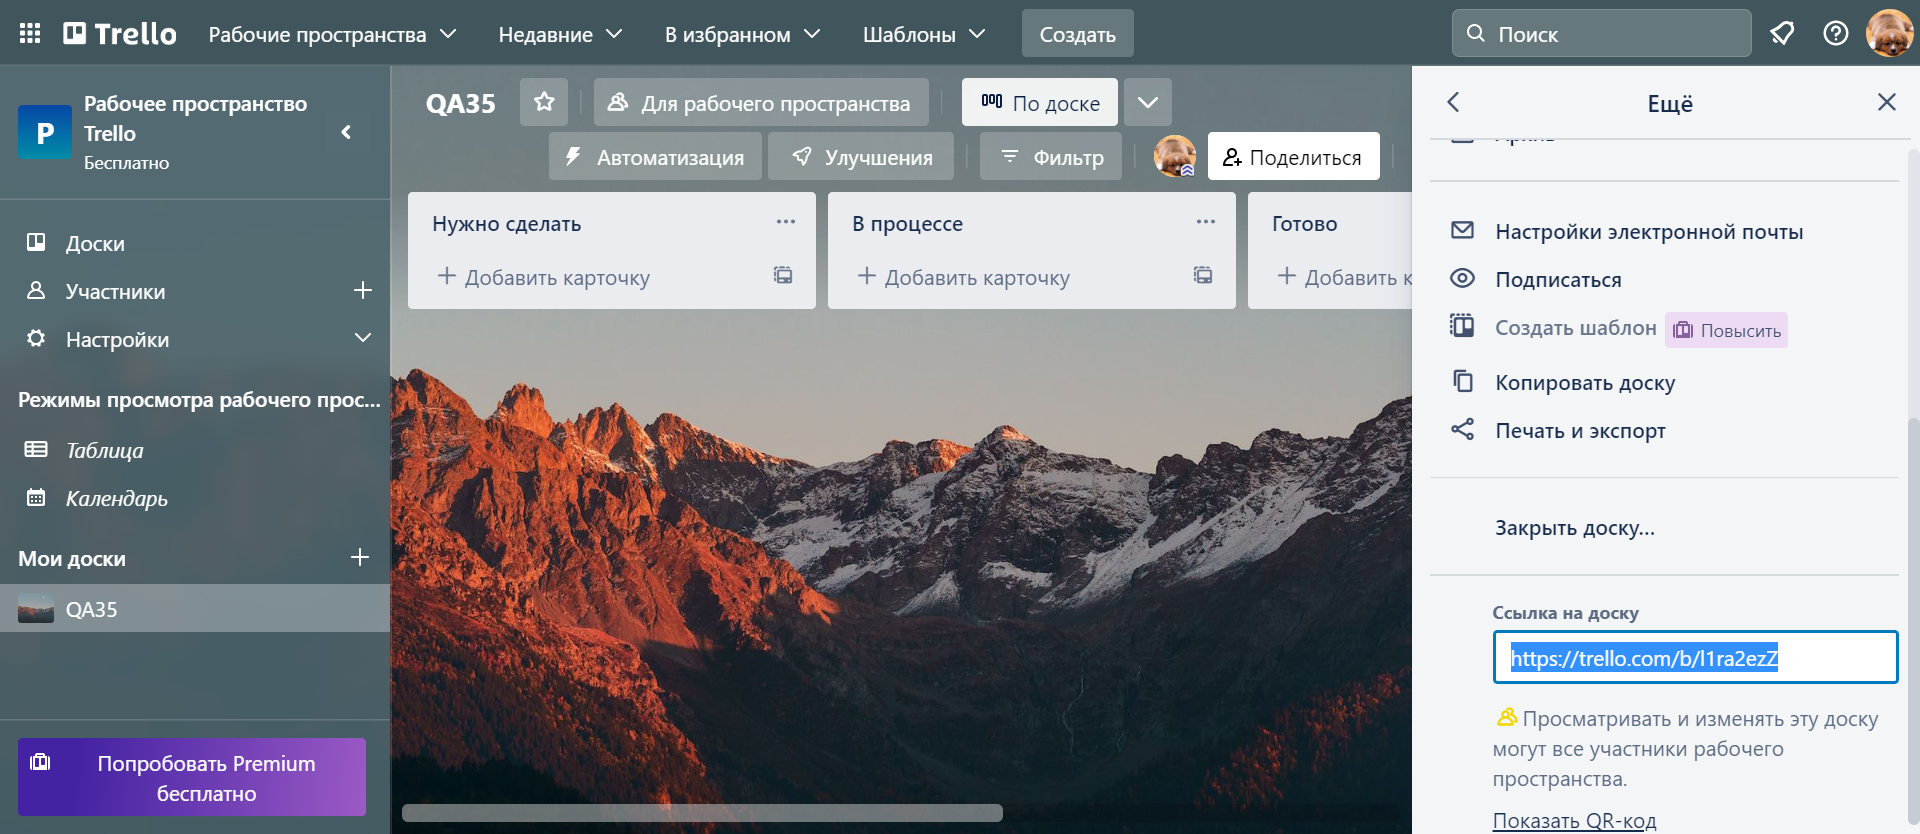 Trello
Рабочие пространства
Недавние
В избранном
Шаблоны
Создать
Поиск
P
Рабочее пространство
Trello
Бесплатно
Доски
Участники
Настройки
Режимы просмотра рабочего прос...
Таблица
Календарь
Мои доски
QA35
Попробовать Premium
бесплатно
QA35
Для рабочего пространства
По доске
Автоматизация
Улучшения
Фильтр
Поделиться
Нужно сделать
Добавить карточку
В процессе
Добавить карточку
Готово
Добавить к
Ещё
Настройки электронной почты
Подписаться
Создать шаблон
Повысить
Копировать доску
Печать и экспорт
Закрыть доску...
Ссылка на доску
https://trello.com/b/l1ra2ezZ
Просматривать и изменять эту доску
могут все участники рабочего
пространства.
Показать QR-код